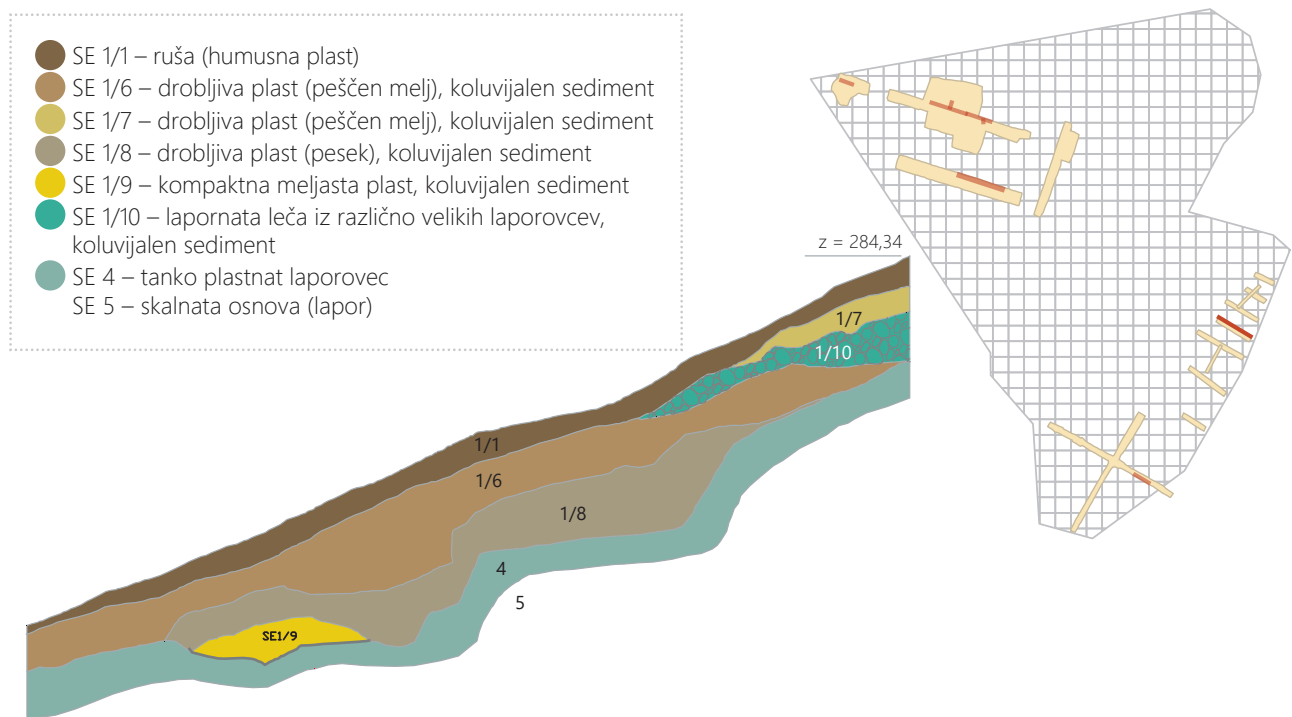 SE 1/1 – ruša (humusna plast)
SE 1/6 – drobljiva plast (peščen melj), koluvijalen sediment
SE 1/7 – drobljiva plast (peščen melj), koluvijalen sediment
SE 1/8 – drobljiva plast (pesek), koluvijalen sediment
SE 1/9 – kompaktna meljasta plast, koluvijalen sediment
SE 1/10 – lapornata leča iz različno velikih laporovcev,
koluvijalen sediment
SE 4 – tanko plastnat laporovec
SE 5 – skalnata osnova (lapor)
z = 284,34
1/7
1/10
1/1
1/6
1/8
4
5
SE1/9